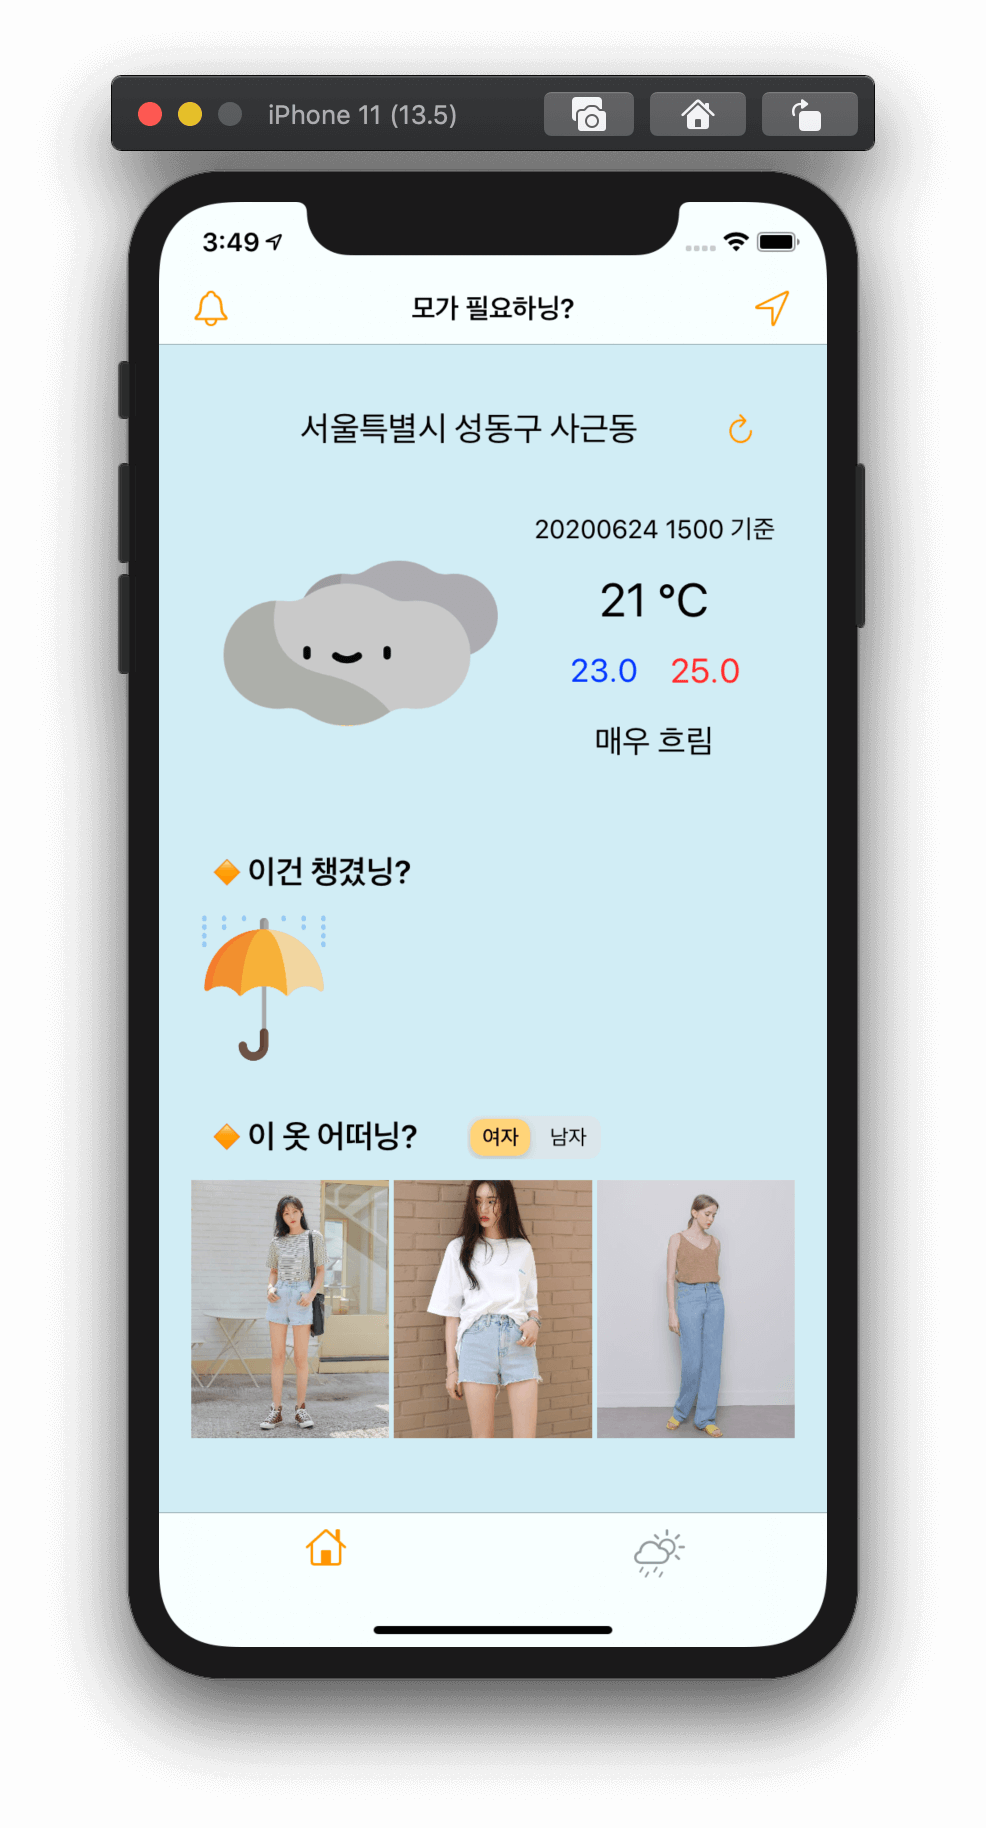 iPhone 11 (13.5)
3:49
모가 필요하닝?
서울특별시 성동구 사근동
20200624 1500 기준
21 °C
23.0 25.0
매우 흐림
이건 챙겼닝?
이 옷 어떠닝? 여자 남자